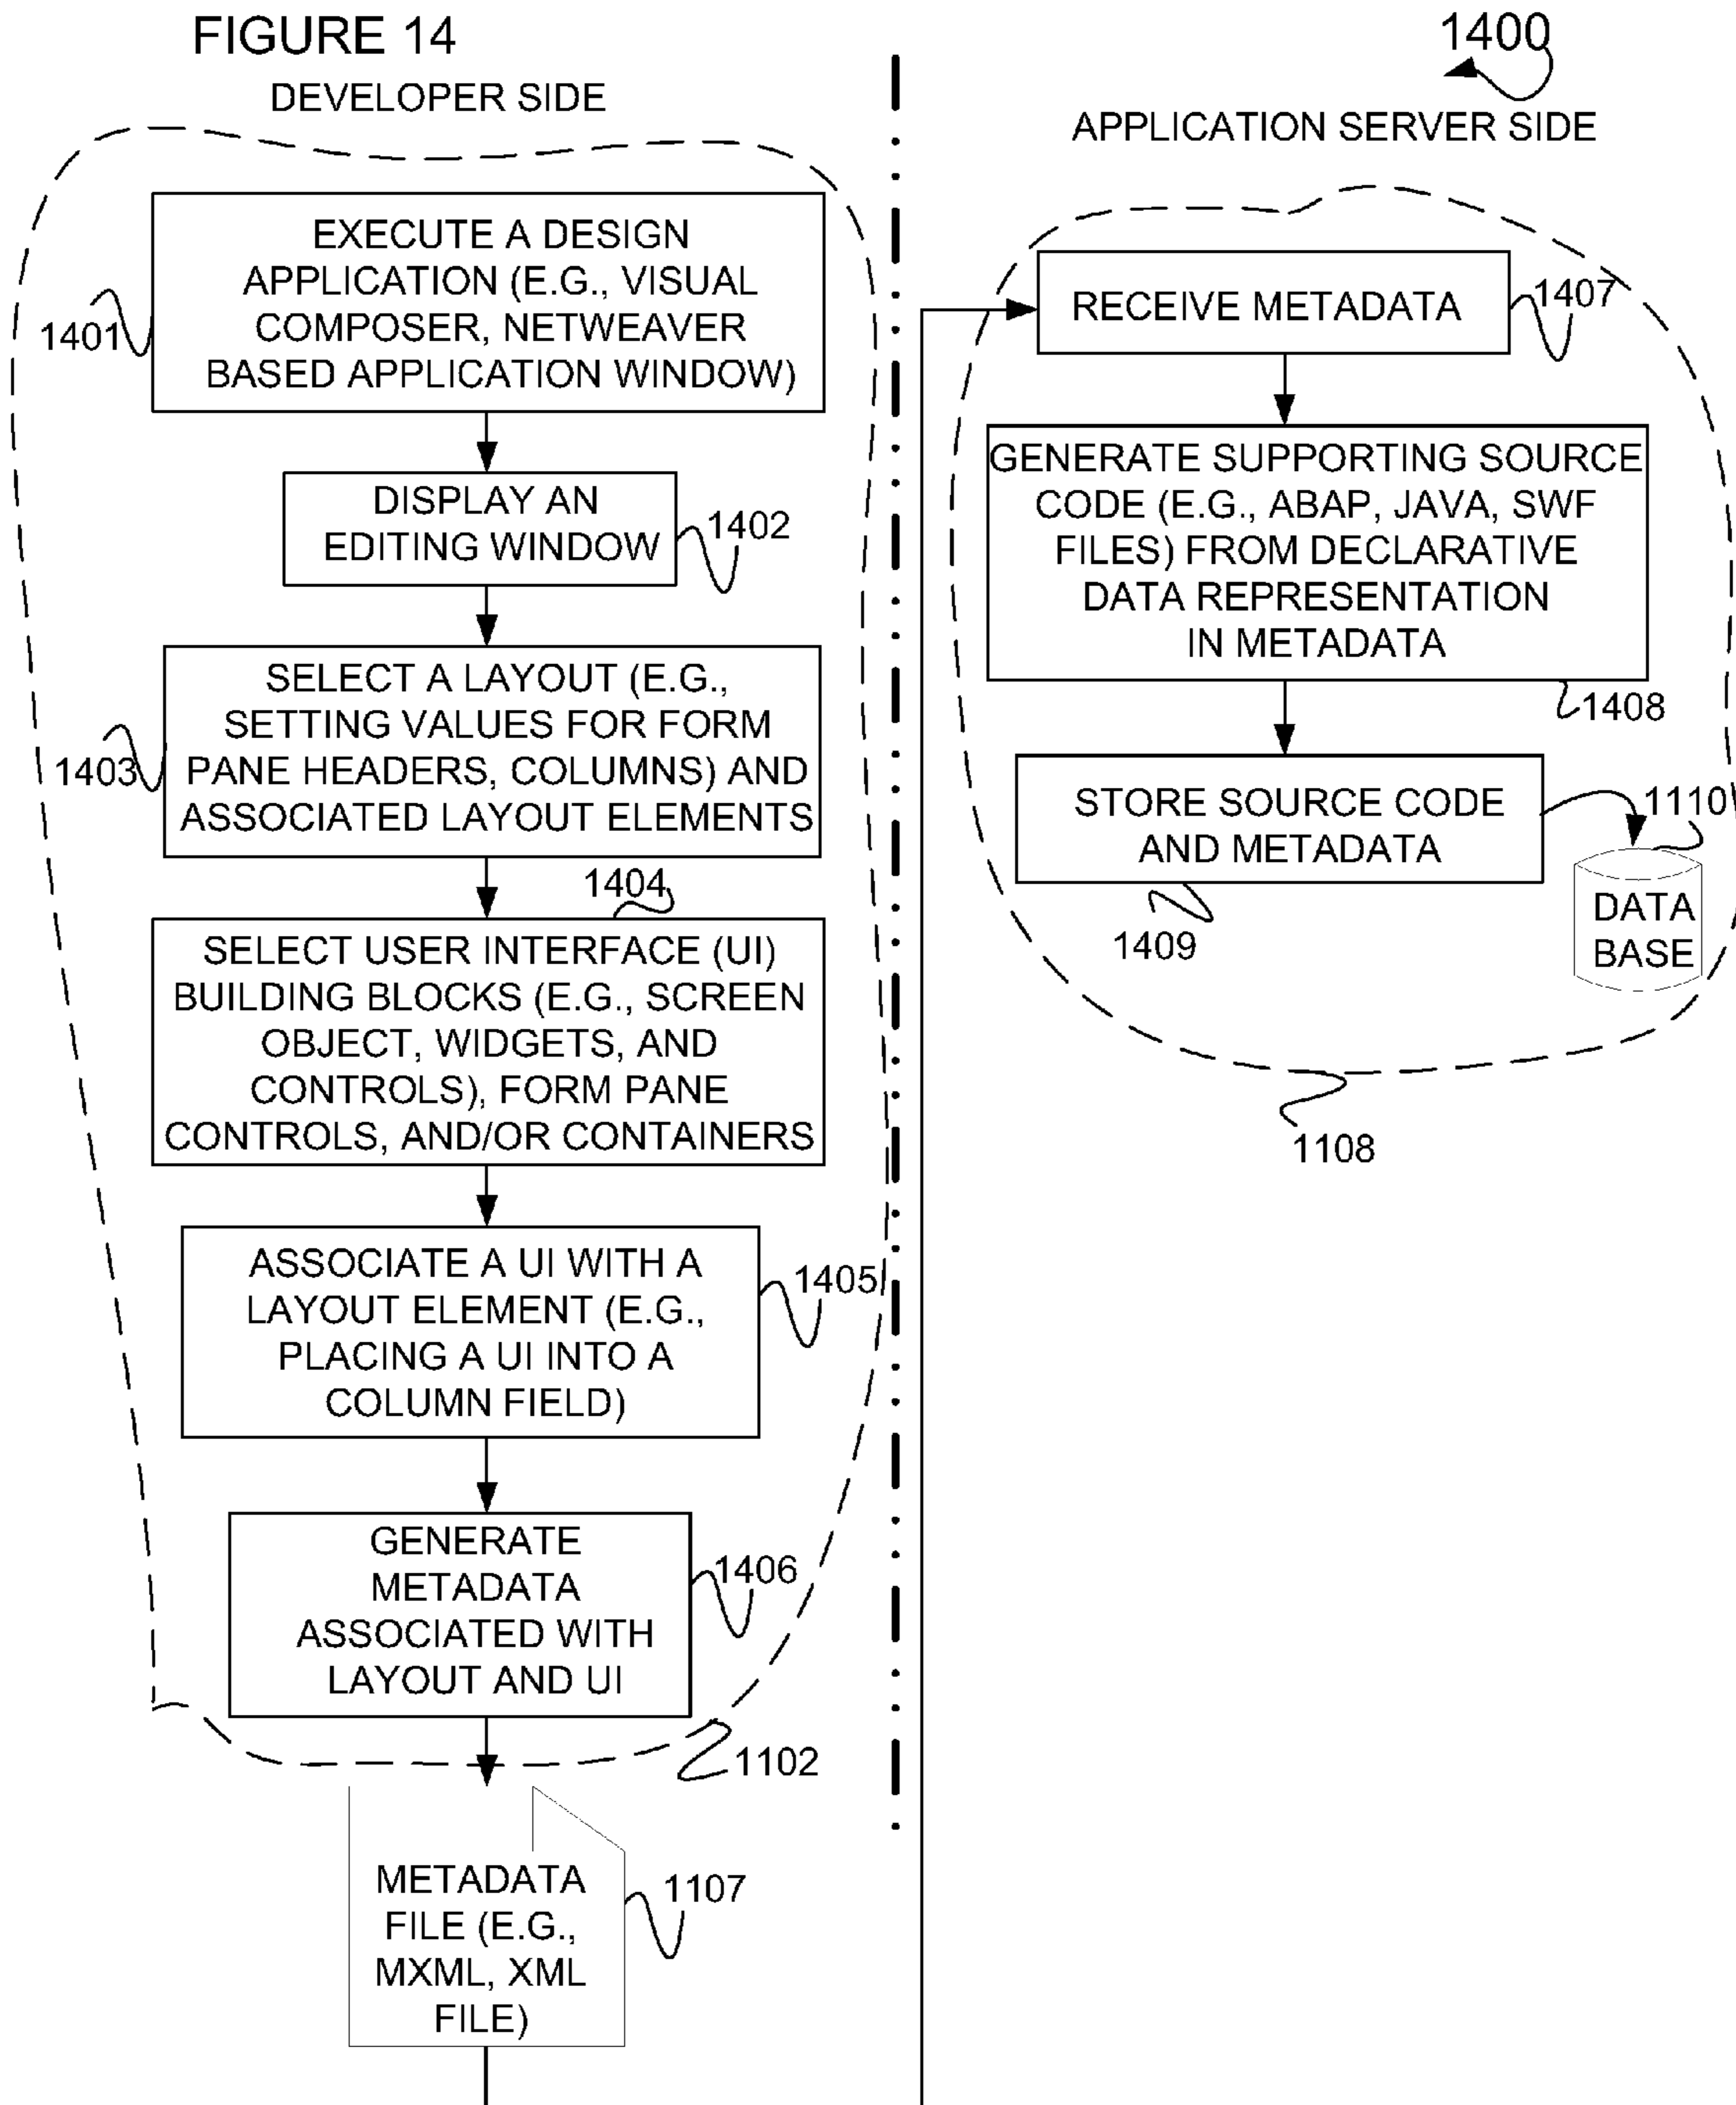 FIGURE 14
DEVELOPER SIDE
EXECUTE A DESIGN
APPLICATION (E.G., VISUAL
COMPOSER, NETWEAVER
BASED APPLICATION WINDOW)
1401
DISPLAY AN
EDITING WINDOW
1402
SELECT A LAYOUT (E.G.,
SETTING VALUES FOR FORM
PANE HEADERS, COLUMNS) AND
ASSOCIATED LAYOUT ELEMENTS
1403
1404
SELECT USER INTERFACE (UI)
BUILDING BLOCKS (E.G., SCREEN
OBJECT, WIDGETS, AND
CONTROLS), FORM PANE
CONTROLS, AND/OR CONTAINERS
ASSOCIATE A UI WITH A
LAYOUT ELEMENT (E.G.,
PLACING A UI INTO A
COLUMN FIELD)
1405
GENERATE
METADATA
ASSOCIATED WITH
LAYOUT AND UI
1406
1102
METADATA
FILE (E.G.,
MXML, XML
FILE)
1107
1400
APPLICATION SERVER SIDE
RECEIVE METADATA
1407
GENERATE SUPPORTING SOURCE
CODE (E.G., ABAP, JAVA, SWF
FILES) FROM DECLARATIVE
DATA REPRESENTATION
IN METADATA
1408
STORE SOURCE CODE
AND METADATA
1409
1110
DATA
BASE
1108